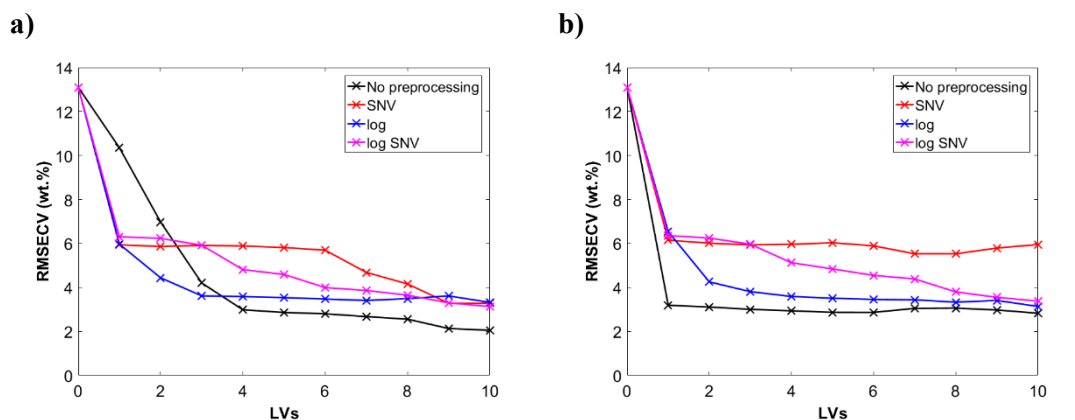 a)
14
12
10
8
6
4
2
0
RMSECV (wt.%)
No preprocessing
SNV
log
log SNV
0 2 4 6 8 10
LVs
b)
14
12
10
8
6
4
2
0
RMSECV (wt.%)
No preprocessing
SNV
log
log SNV
0 2 4 6 8 10
LVs